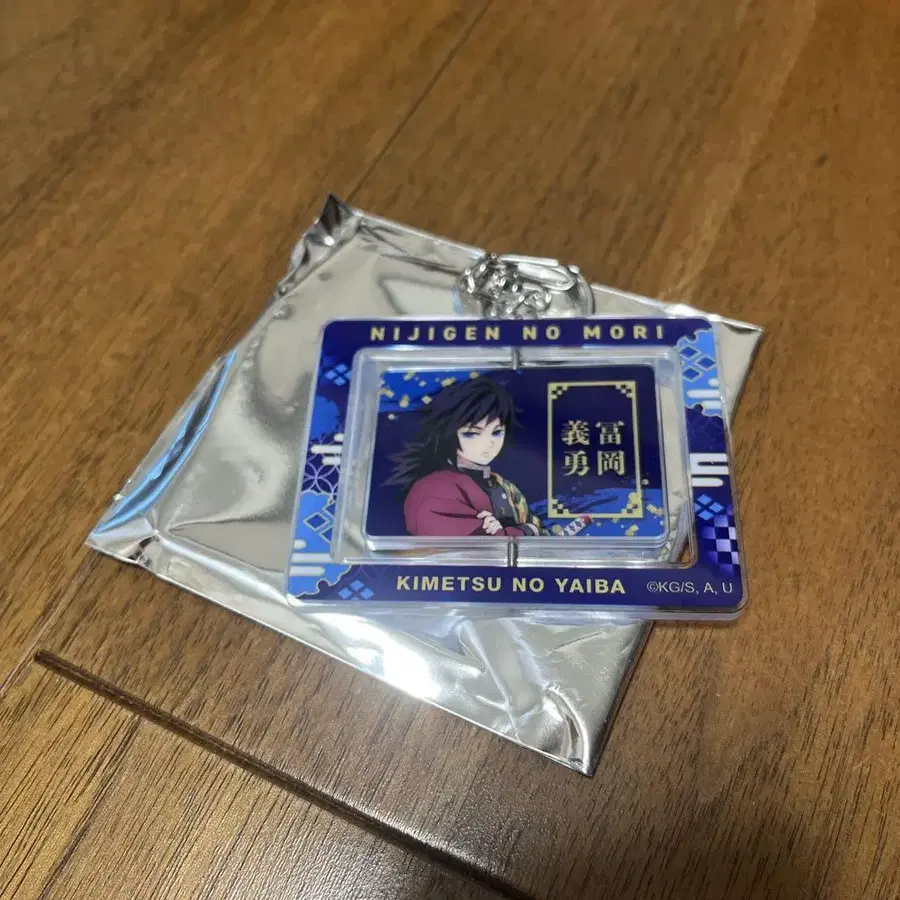 NIJIGEN NO MORI
冨岡
義勇
KIMETSU NO YAIBA
©KG/S, A, U